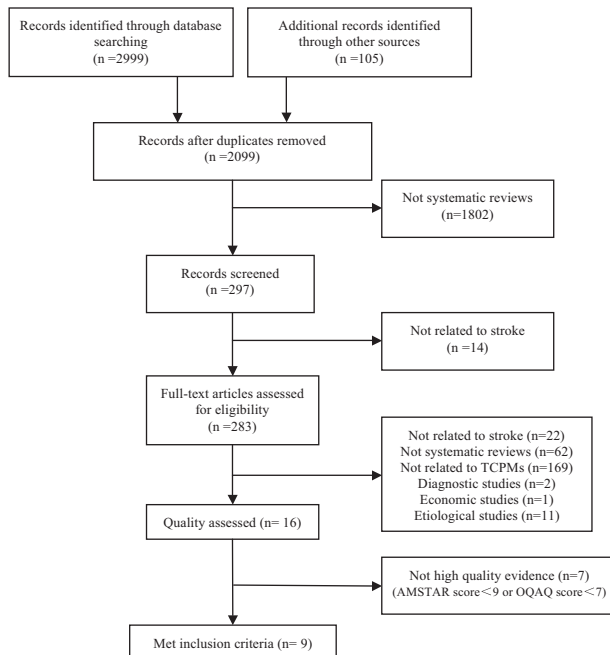 Records identified through database
searching
(n =2999)
Additional records identified
through other sources
(n =105)
Records after duplicates removed
(n =2099)
Not systematic reviews
(n=1802)
Records screened
(n =297)
Not related to stroke
(n =14)
Full-text articles assessed
for eligibility
(n =283)
Not related to stroke (n=22)
Not systematic reviews (n=62)
Not related to TCPMs (n=169)
Diagnostic studies (n=2)
Economic studies (n=1)
Etiological studies (n=11)
Quality assessed (n= 16)
Not high quality evidence (n=7)
(AMSTAR score<9 or OQAQ score<7)
Met inclusion criteria (n= 9)